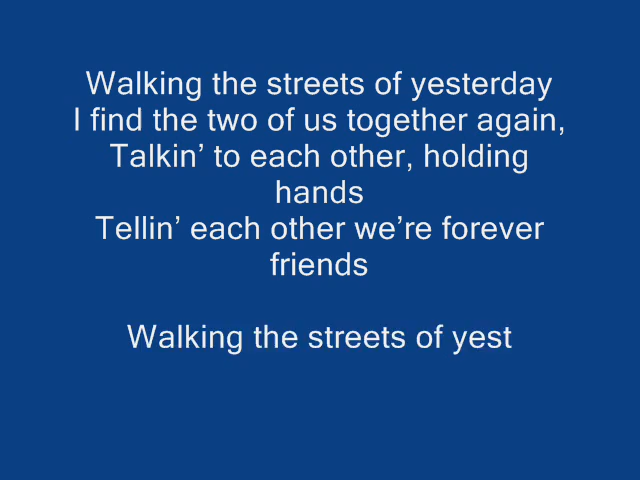 Walking the streets of yesterday
I find the two of us together again,
Talkin’ to each other, holding
hands
Tellin’ each other we’re forever
friends
Walking the streets of yest